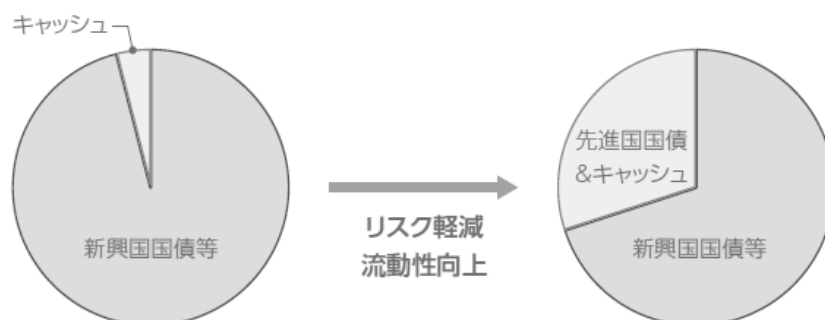 キャッシュ
新興国国債等
リスク軽減
流動性向上
先進国国債
&キャッシュ
新興国国債等